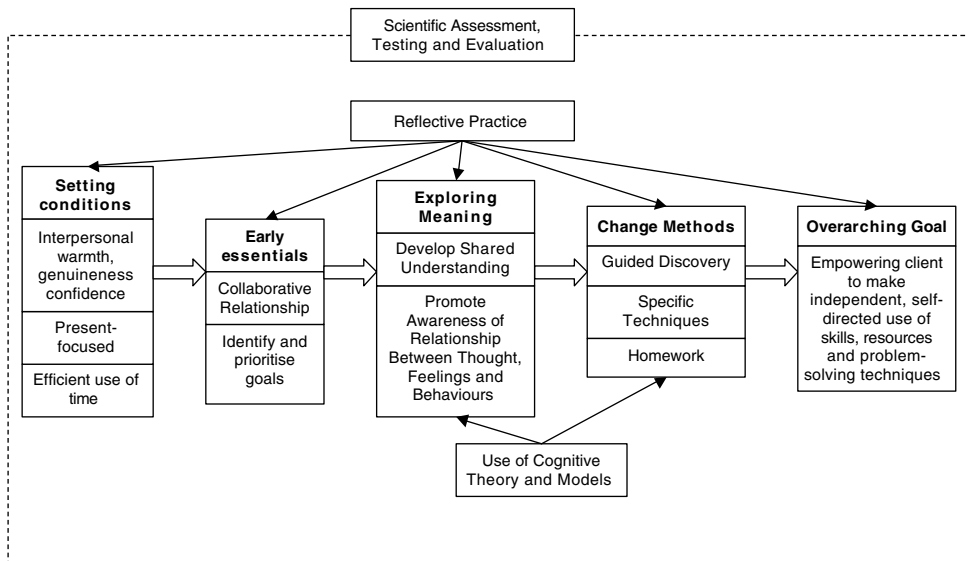 Scientific Assessment,
Testing and Evaluation
Reflective Practice
Setting
conditions
Interpersonal
warmth,
genuineness
confidence
Present-
focused
Efficient use of
time
Early
essentials
Collaborative
Relationship
Identify and
prioritise
goals
Exploring
Meaning
Develop Shared
Understanding
Promote
Awareness of
Relationship
Between Thought,
Feelings and
Behaviours
Change Methods
Guided Discovery
Specific
Techniques
Homework
Overarching Goal
Empowering client
to make
independent, self-
directed use of
skills, resources
and problem-
solving techniques
Use of Cognitive
Theory and Models